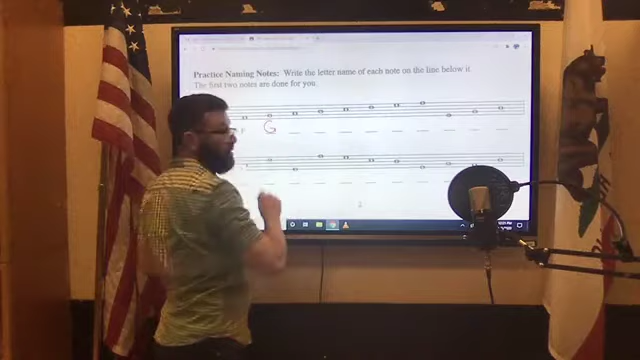 Practice Naming Notes: Write the letter name of each note on the line below it.
The first two notes are done for you.
F G